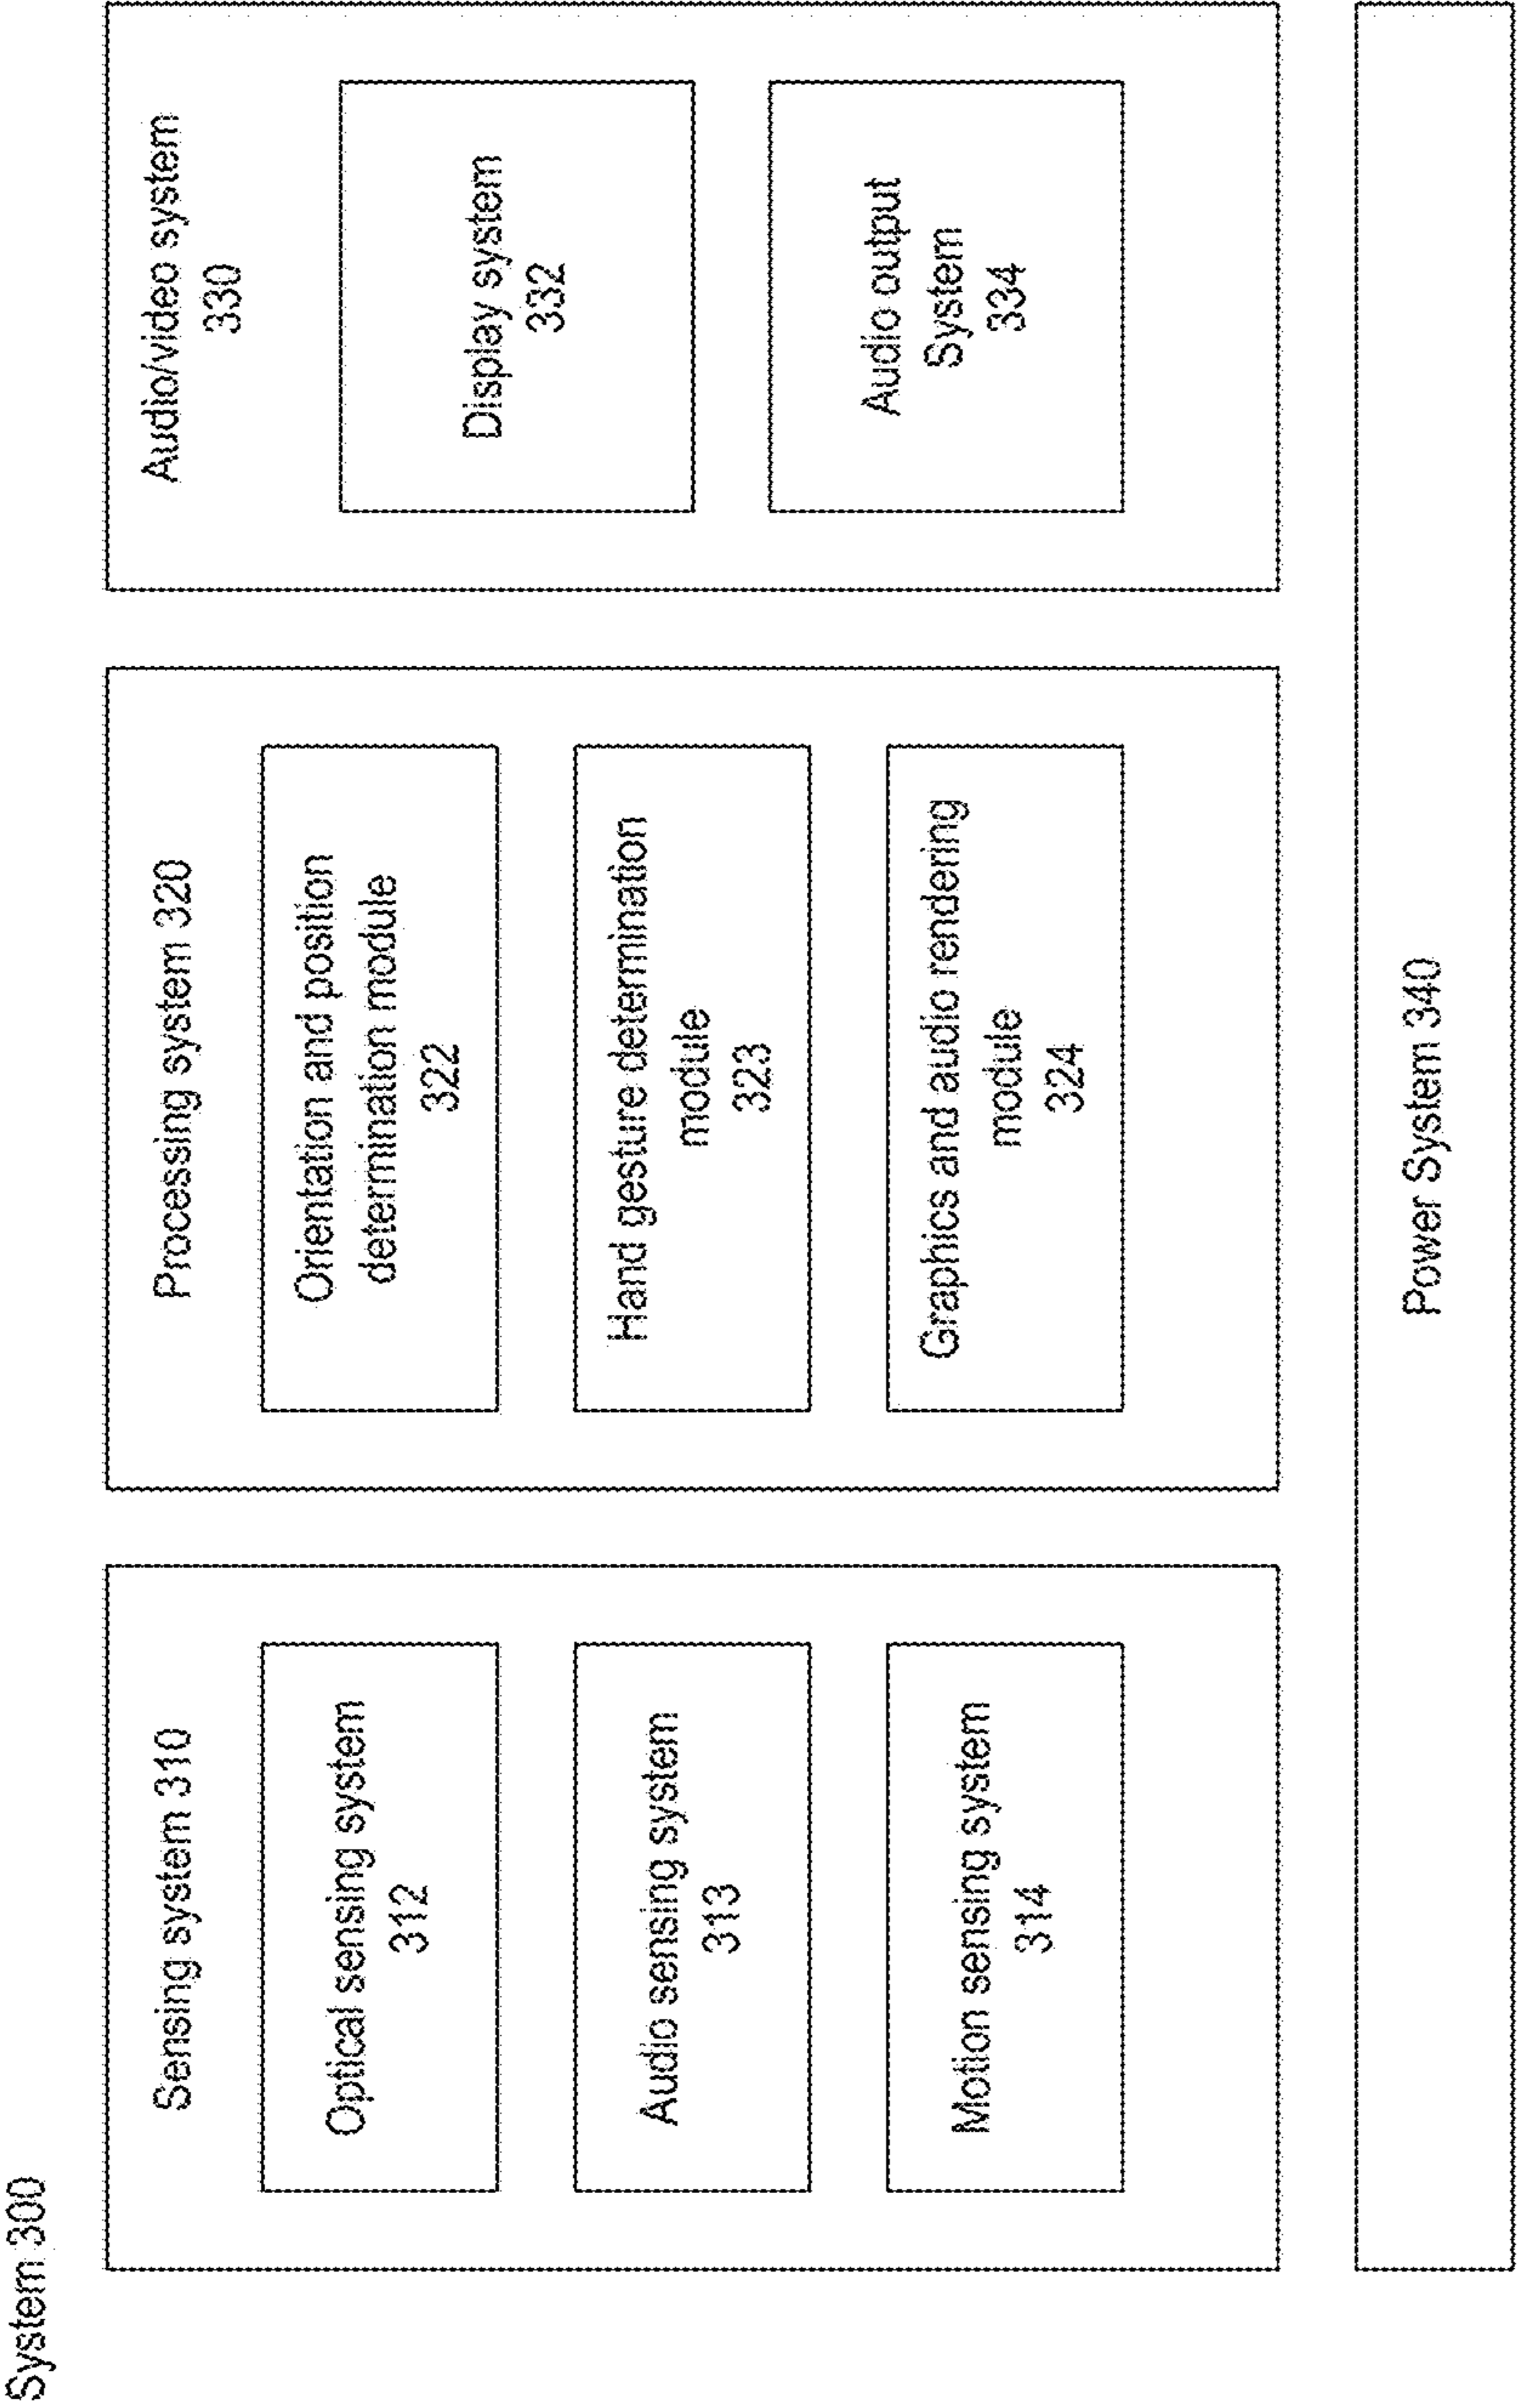 System 300
Sensing system 310
Optical sensing system
312
Audio sensing system
313
Motion sensing system
314
Processing system 320
Orientation and position
determination module
322
Hand gesture determination
module
323
Graphics and audio rendering
module
324
Audio/video system
330
Display system
332
Audio output
System
334
Power System 340